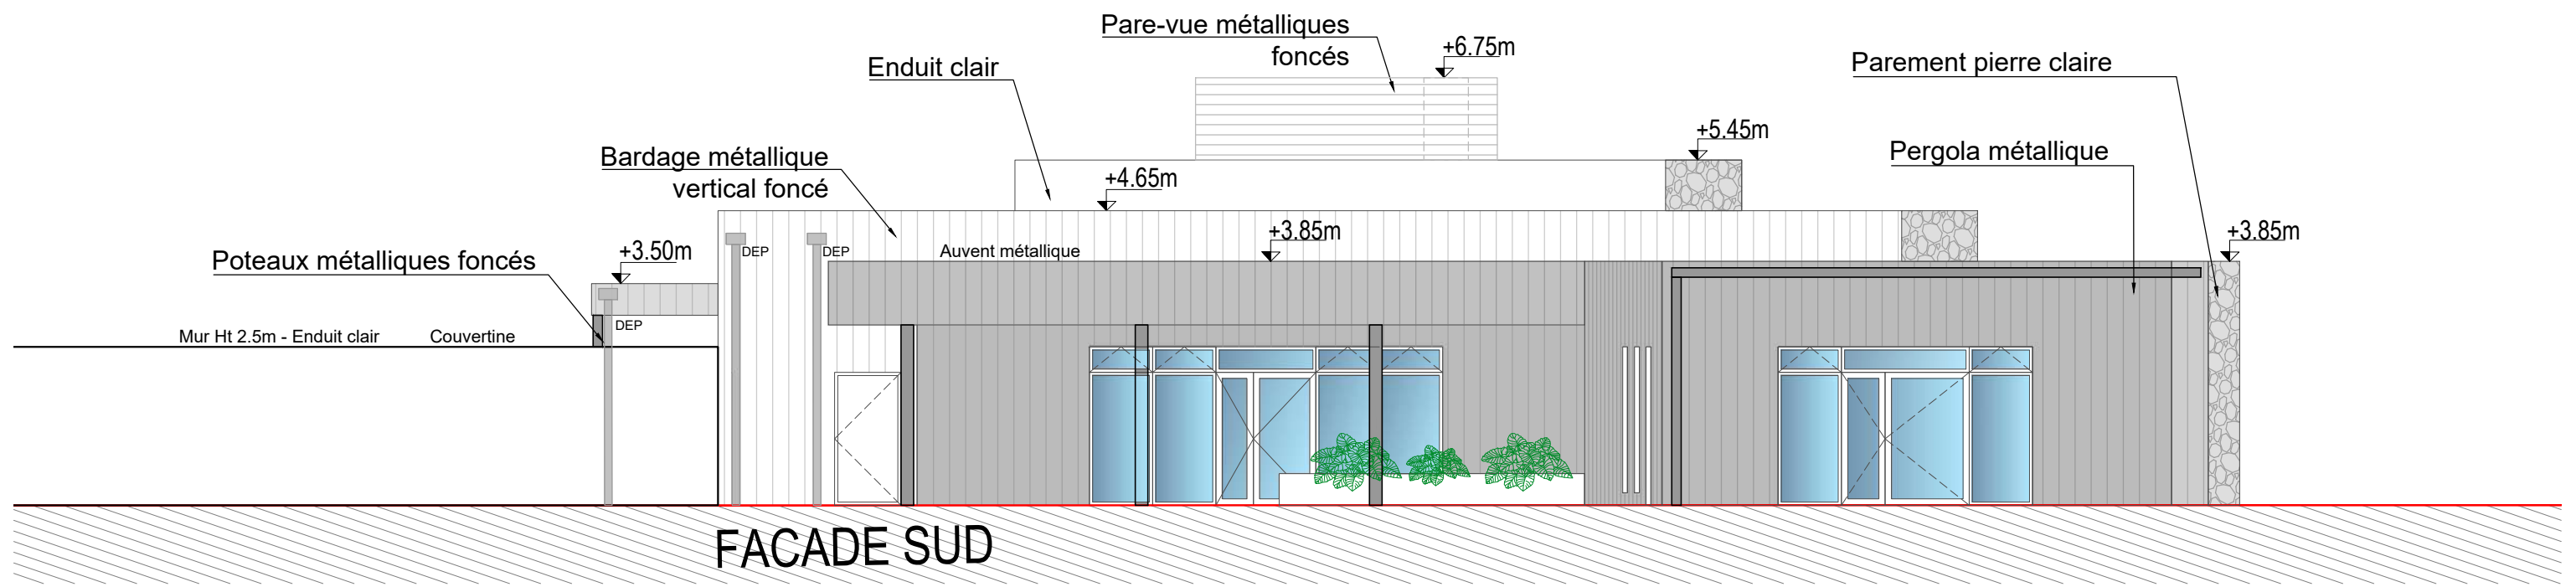 Pare-vue métalliques
foncés
+6.75m
Enduit clair
Parement pierre claire
+5.45m
Bardage métallique
vertical foncé
Pergola métallique
+4.65m
+3.85m
+3.85m
+3.50m
DEP
DEP
Auvent métallique
Poteaux métalliques foncés
DEP
Mur Ht 2.5m - Enduit clair
Couvertine
FACADE SUD